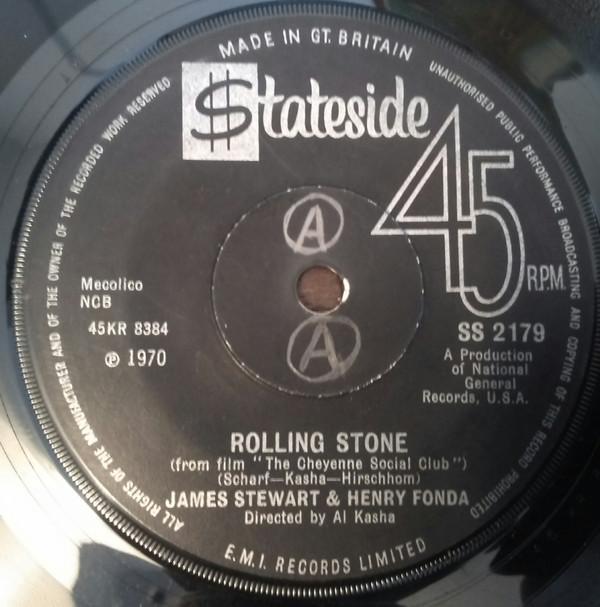 MADE IN GT. BRITAIN
UNAUTHORISED PUBLIC PERFORMANCE BROADCASTING AND COPYING OF THIS RECORD PROHIBITED
ALL RIGHTS OF THE MANUFACTURER AND OF THE OWNER OF THE RECORDED WORK RESERVED
$tateside
45 R.P.M.
A
A
Mecolico
NCB
45KR 8384
℗ 1970
SS 2179
A Production
of National
General
Records, U.S.A.
ROLLING STONE
(from film "The Cheyenne Social Club")
(Scharf—Kasha—Hirschhom)
JAMES STEWART & HENRY FONDA
Directed by Al Kasha
E.M.I. RECORDS LIMITED